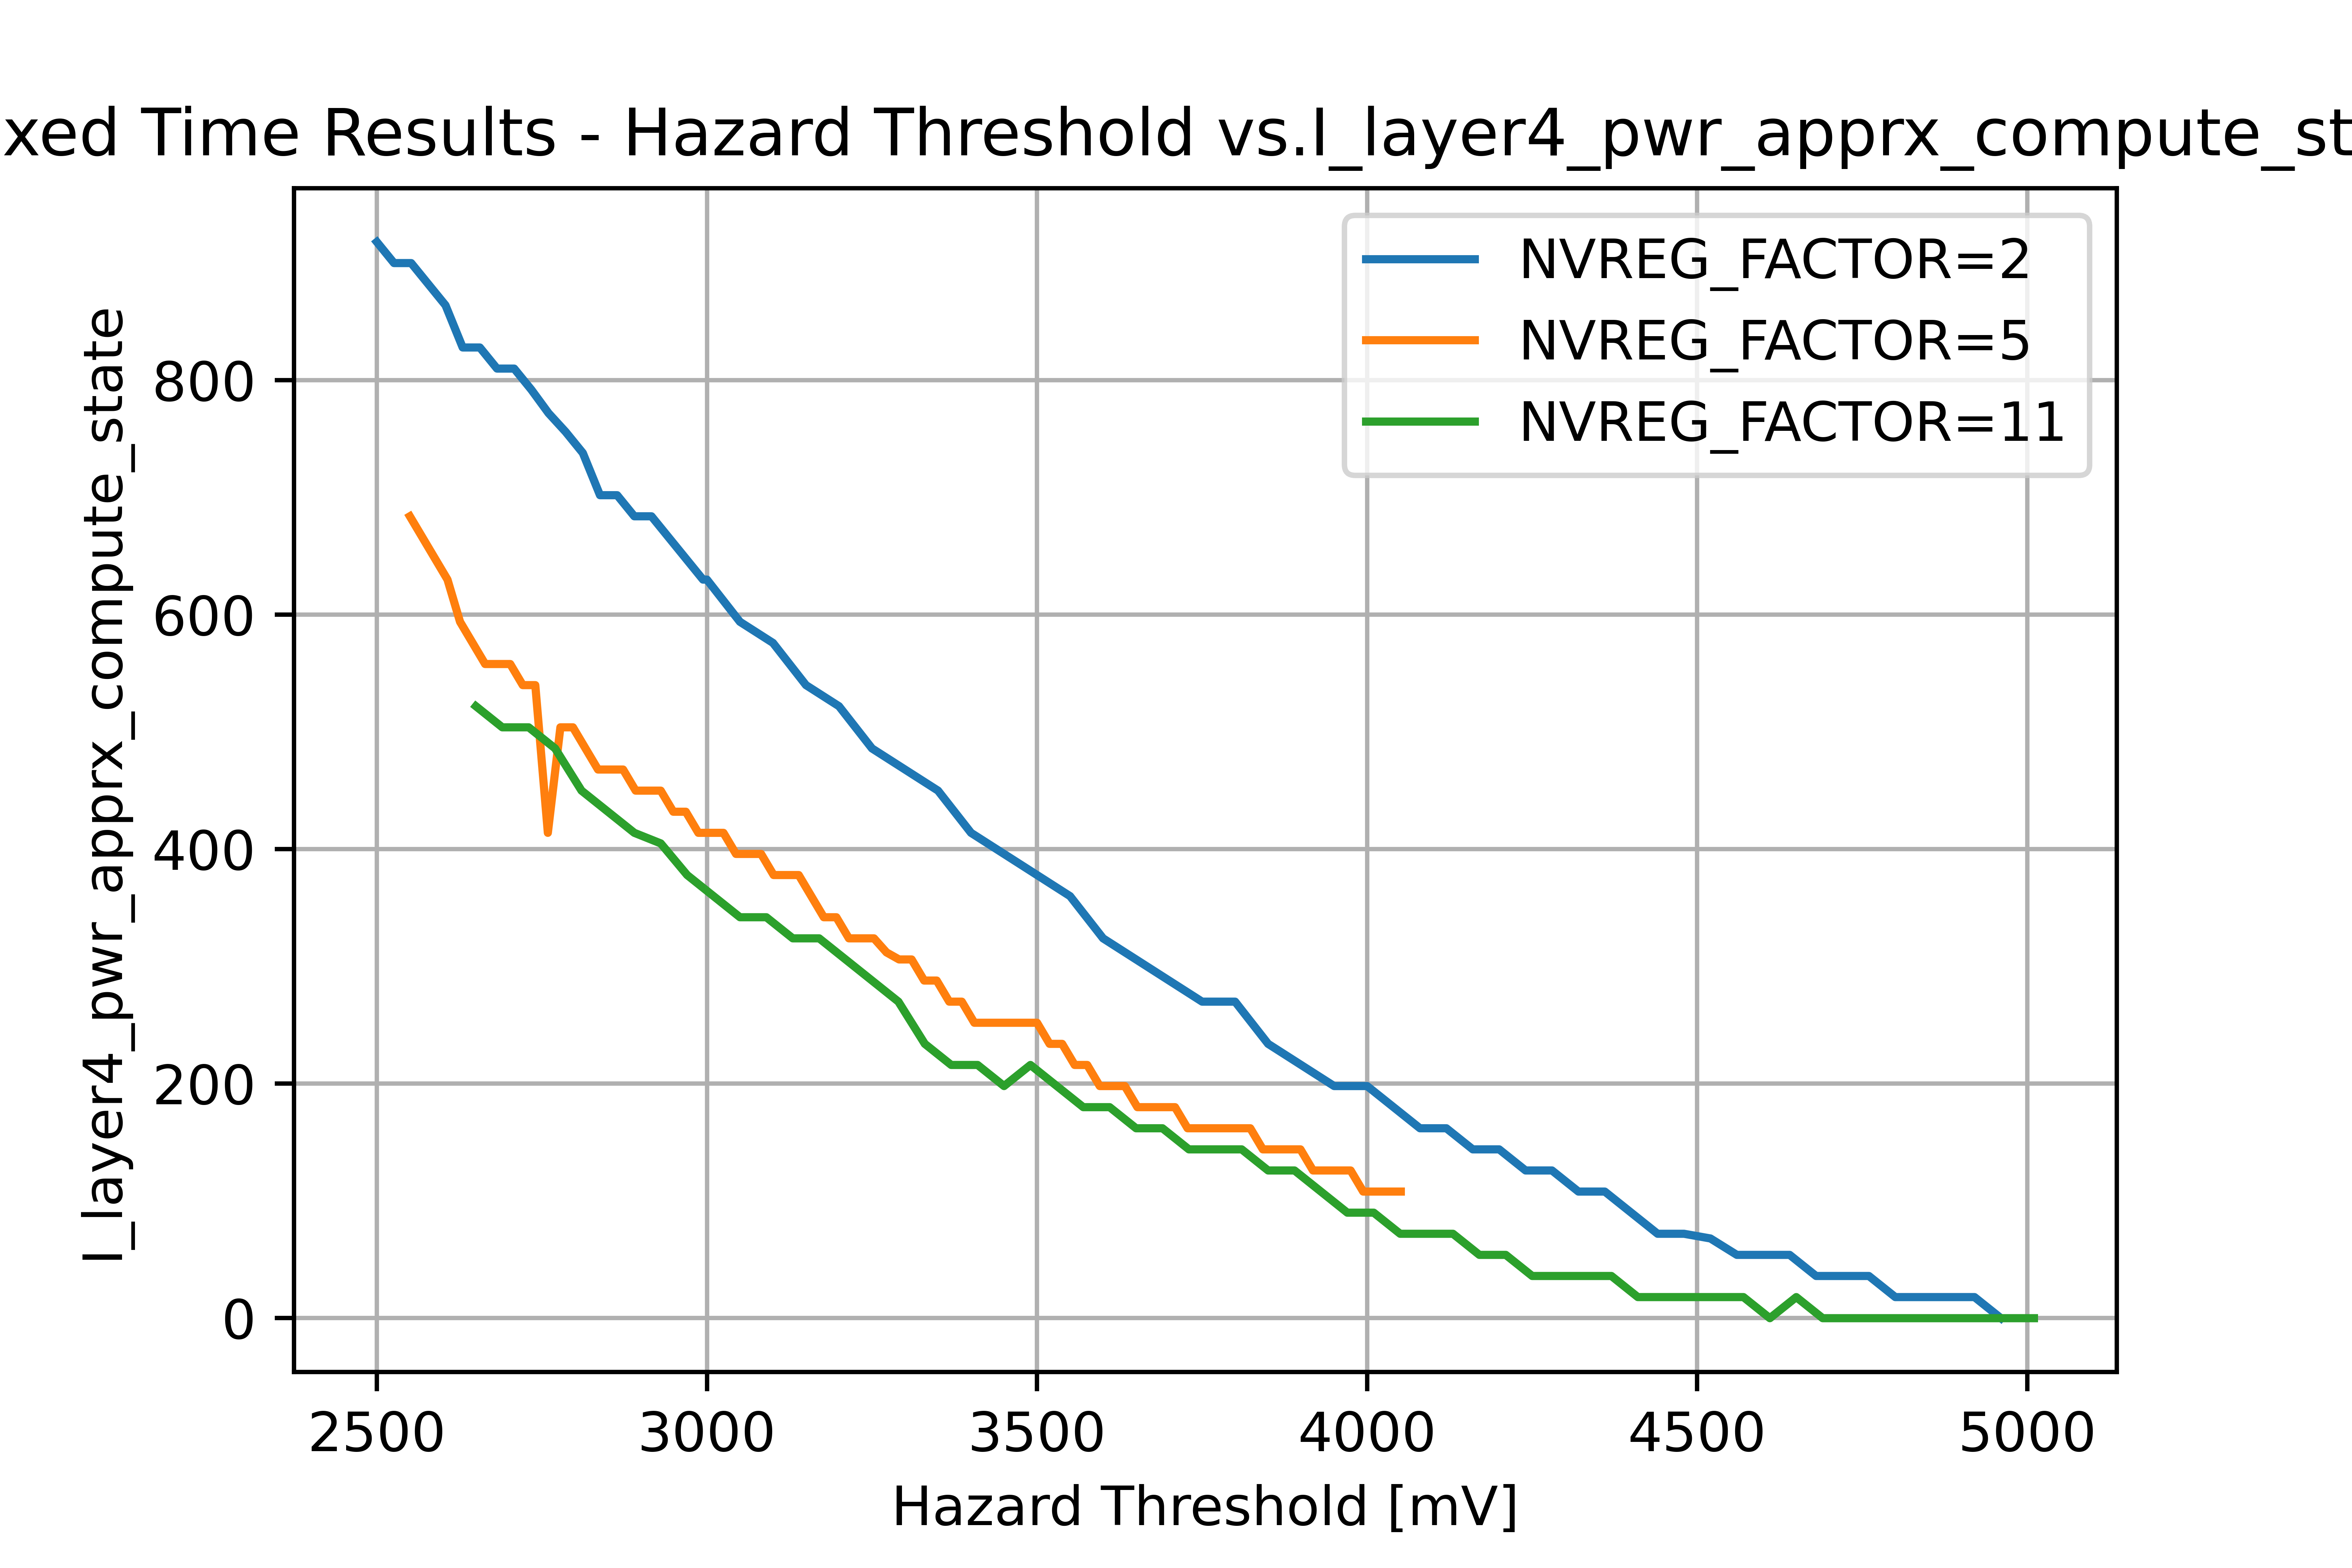 xed Time Results - Hazard Threshold vs.I_layer4_pwr_apprx_compute_st
NVREG_FACTOR=2
NVREG_FACTOR=5
NVREG_FACTOR=11
I_layer4_pwr_apprx_compute_state
800
600
400
200
0
2500 3000 3500 4000 4500 5000
Hazard Threshold [mV]